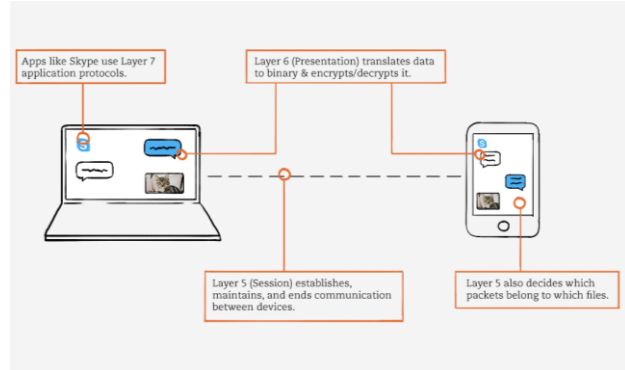 Apps like Skype use Layer 7
application protocols.
Layer 6 (Presentation) translates data
to binary & encrypts/decrypts it.
Layer 5 (Session) establishes,
maintains, and ends communication
between devices.
Layer 5 also decides which
packets belong to which files.